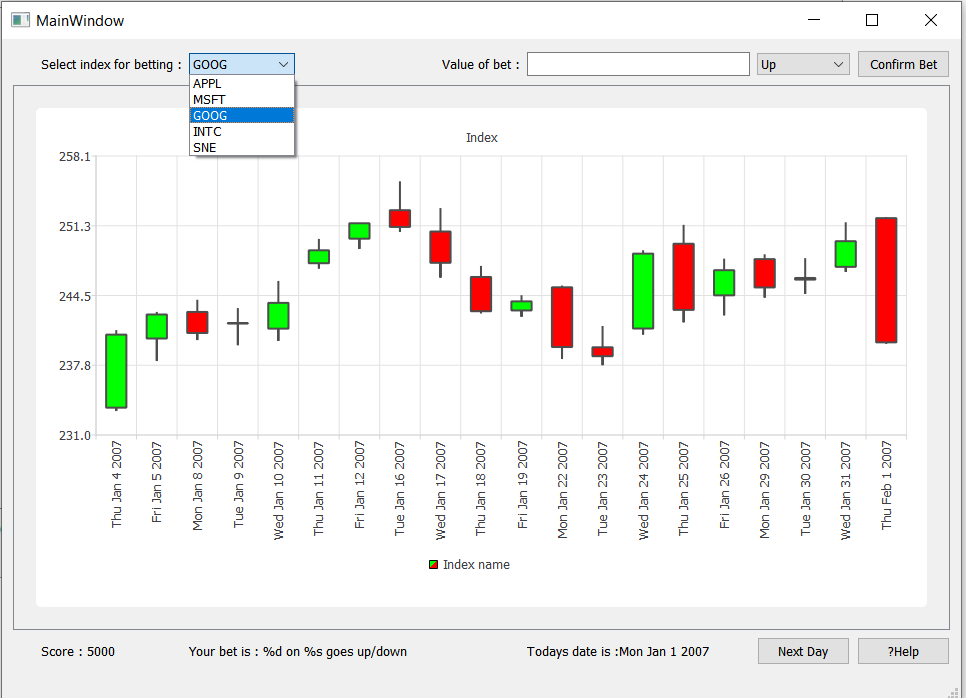 MainWindow
Select index for betting : GOOG Value of bet : Up Confirm Bet
APPL
MSFT
GOOG
INTC
SNE
Index
258.1
251.3
244.5
237.8
231.0
Thu Jan 4 2007
Fri Jan 5 2007
Mon Jan 8 2007
Tue Jan 9 2007
Wed Jan 10 2007
Thu Jan 11 2007
Fri Jan 12 2007
Tue Jan 16 2007
Wed Jan 17 2007
Thu Jan 18 2007
Fri Jan 19 2007
Mon Jan 22 2007
Tue Jan 23 2007
Wed Jan 24 2007
Thu Jan 25 2007
Fri Jan 26 2007
Mon Jan 29 2007
Tue Jan 30 2007
Wed Jan 31 2007
Thu Feb 1 2007
Index name
Score : 5000 Your bet is : %d on %s goes up/down Todays date is :Mon Jan 1 2007 Next Day ?Help